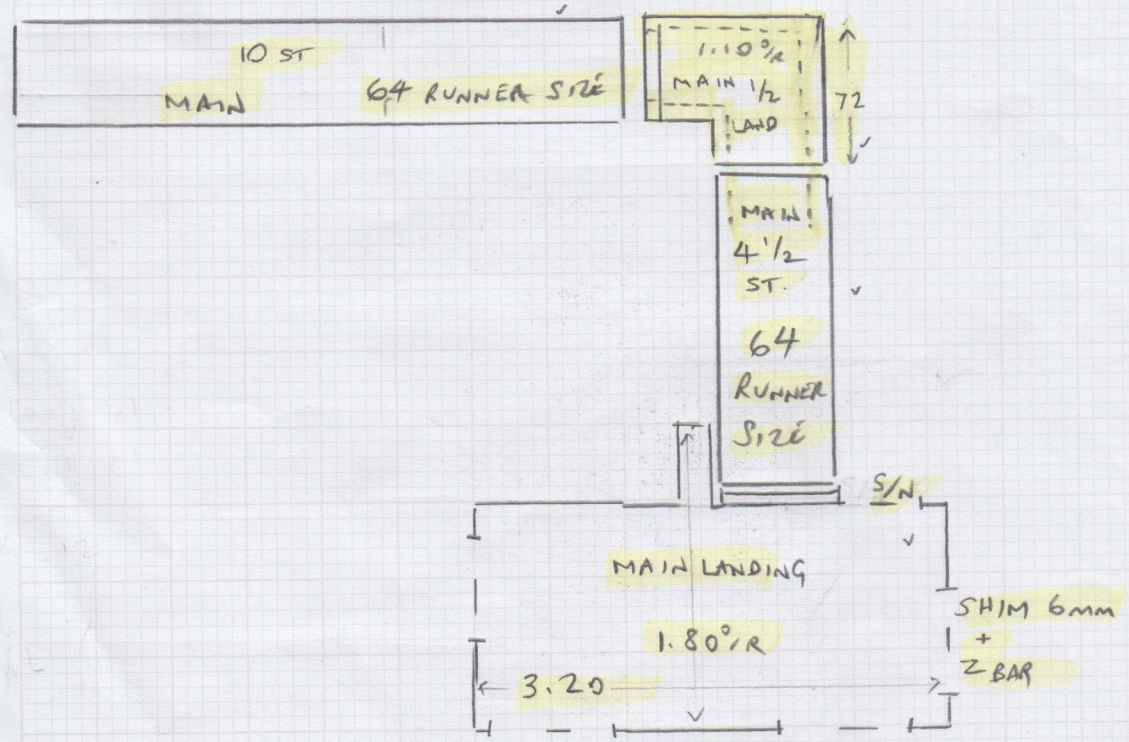 10 ST
MAIN
64 RUNNER SIZE
1.10°/R
MAIN 1/2
LAND
72
MAIN
4 1/2
ST.
64
RUNNER
SIZE
S/N
MAIN LANDING
1.80°/R
3.20
SHIM 6MM
+
Z BAR